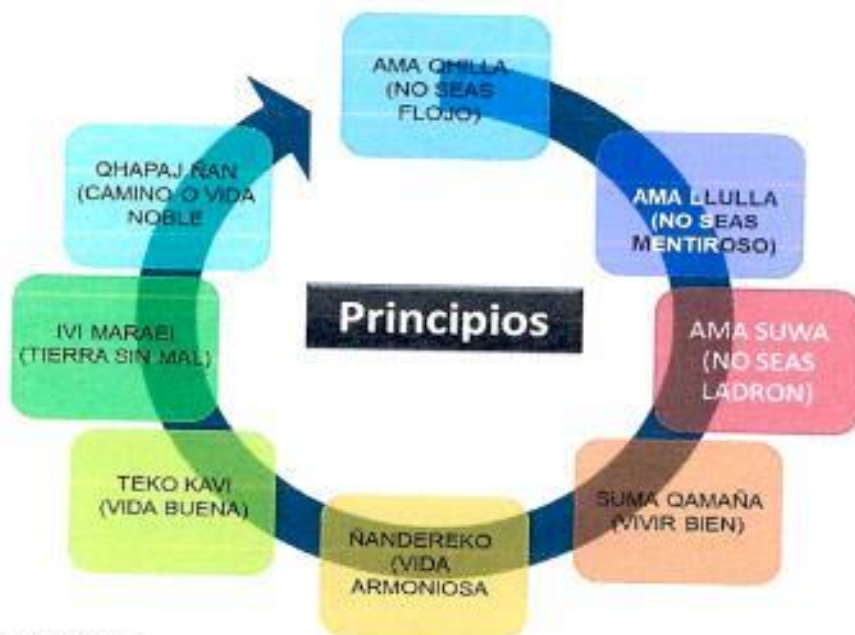 AMA QHILLA
(NO SEAS
FLOJO)
AMA LLULLA
(NO SEAS
MENTIROSO)
AMA SUWA
(NO SEAS
LADRON)
SUMA QAMAÑA
(VIVIR BIEN)
ÑANDEREKO
(VIDA
ARMONIOSA
TEKO KAVI
(VIDA BUENA)
IVI MARAEI
(TIERRA SIN MAL)
QHAPAJ ÑAN
(CAMINO O VIDA
NOBLE
Principios